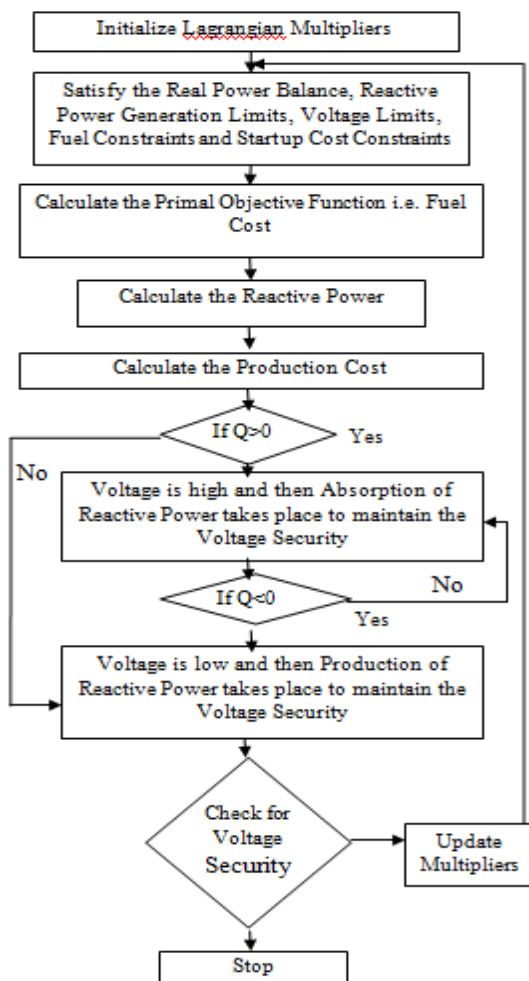 Initialize Lagrangian Multipliers
Satisfy the Real Power Balance, Reactive
Power Generation Limits, Voltage Limits,
Fuel Constraints and Startup Cost Constraints
Calculate the Primal Objective Function i.e. Fuel
Cost
Calculate the Reactive Power
Calculate the Production Cost
If Q>0
Yes
No
Voltage is high and then Absorption of
Reactive Power takes place to maintain the
Voltage Security
No
If Q<0
Yes
Voltage is low and then Production of
Reactive Power takes place to maintain the
Voltage Security
Check for
Voltage
Security
Update
Multipliers
Stop